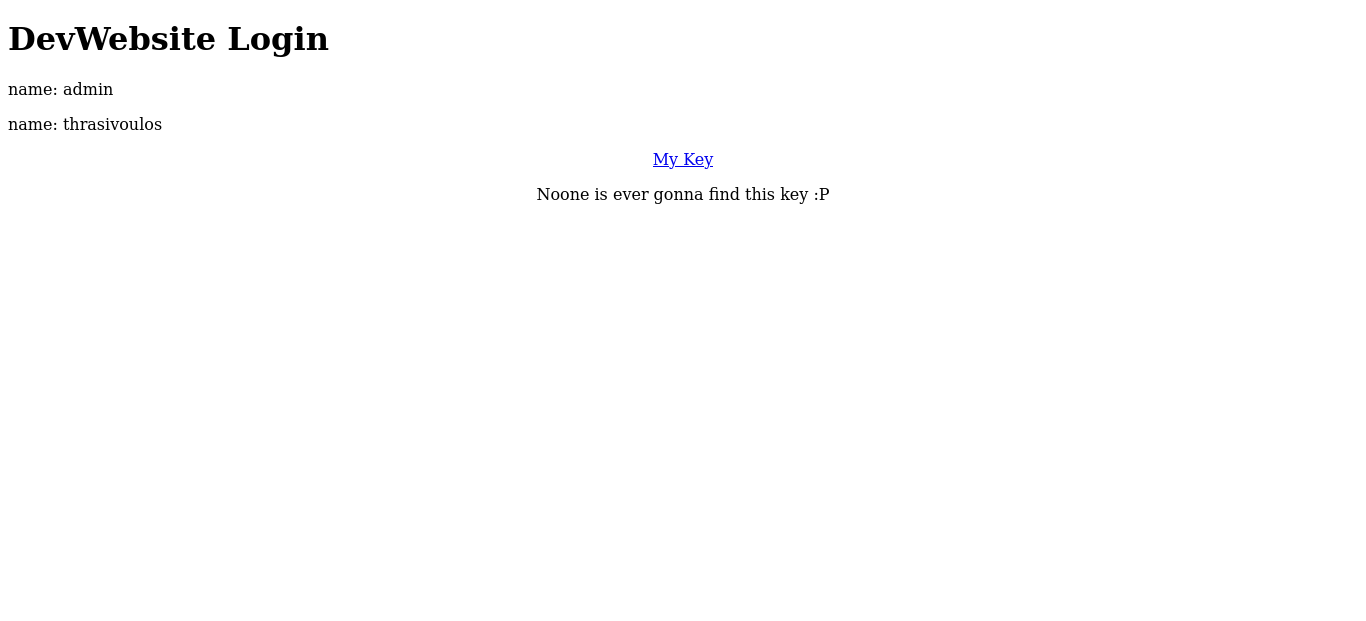 DevWebsite Login
name: admin
name: thrasivoulos
My Key
Noone is ever gonna find this key :P